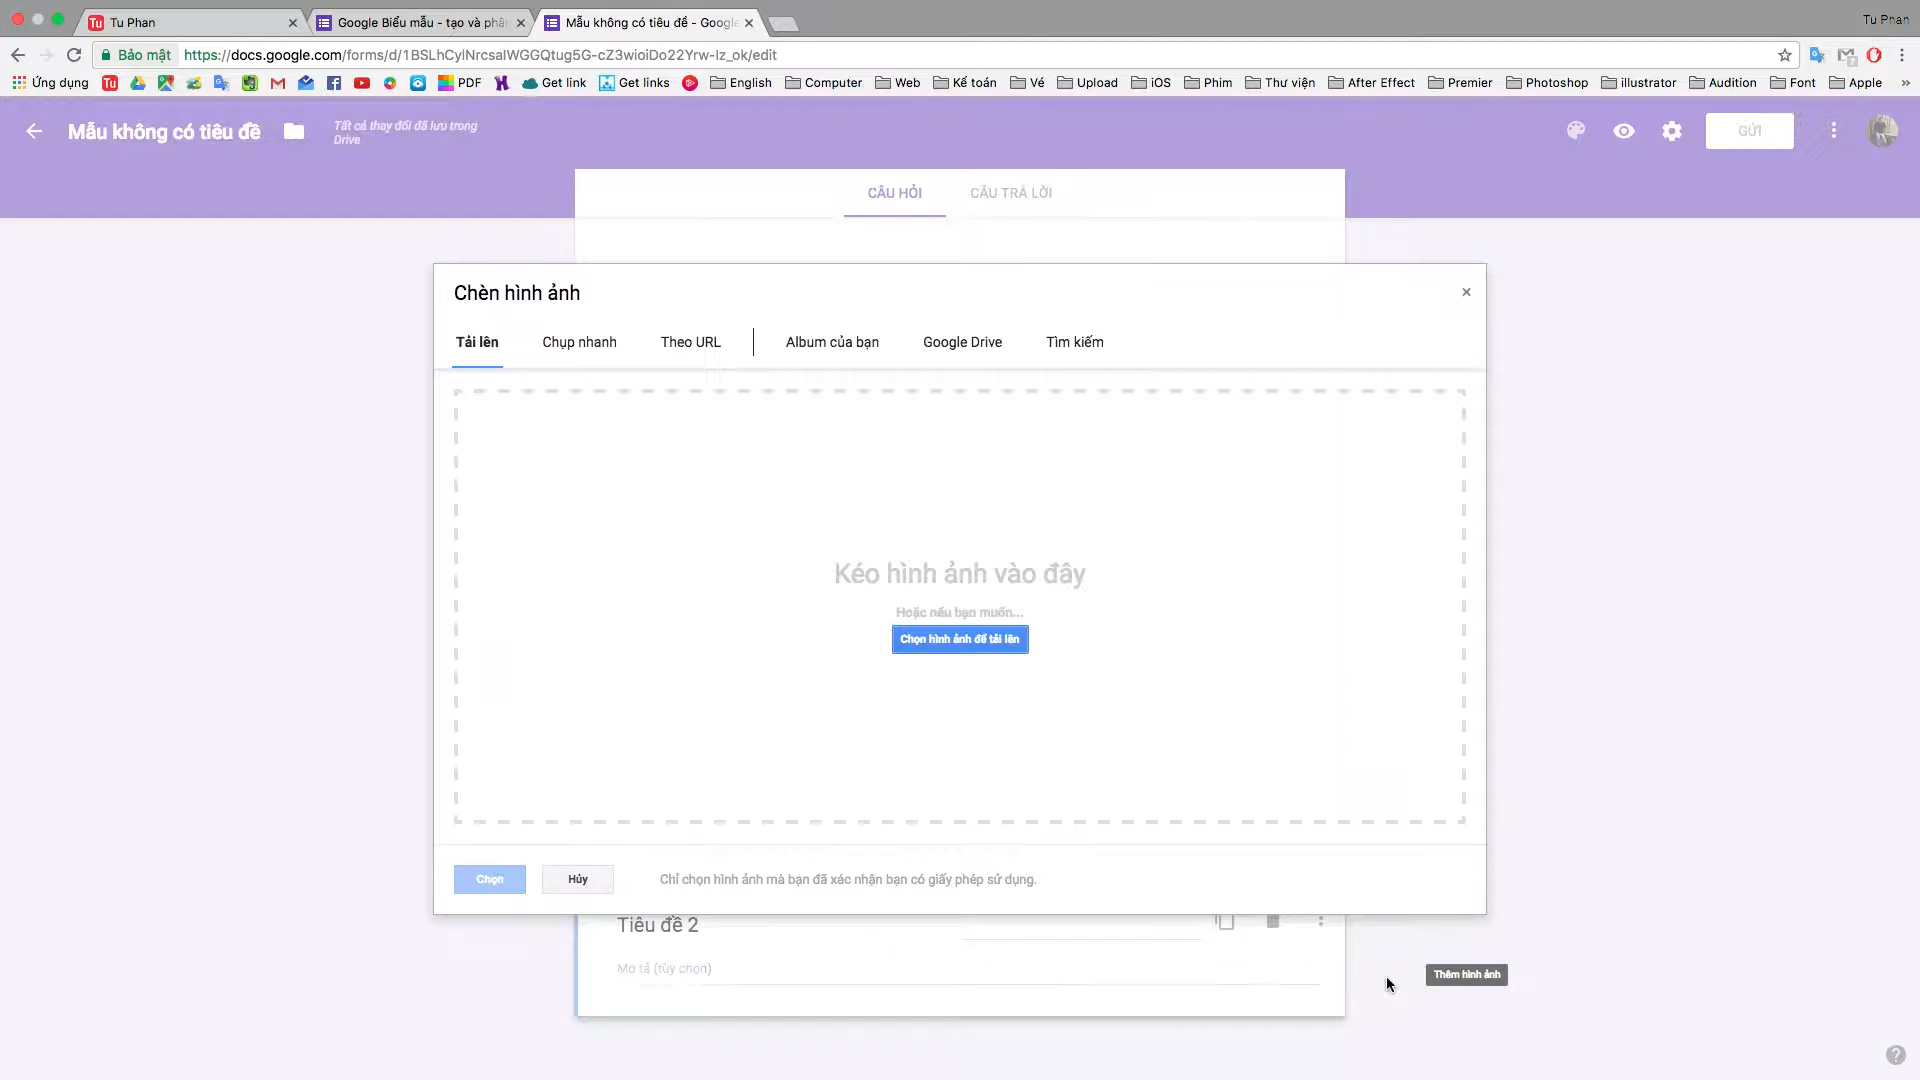 Tu Phan
Google Biểu mẫu - tạo và phân
Mẫu không có tiêu đề - Google
Tu Phan
Bảo mật
https://docs.google.com/forms/d/1BSLhCylNrcsalWGGQtug5G-cZ3wioiDo22Yrw-lz_ok/edit
Ứng dụng
PDF
Get link
Get links
English
Computer
Web
Kế toán
Vé
Upload
iOS
Phim
Thư viện
After Effect
Premier
Photoshop
illustrator
Audition
Font
Apple
»
Mẫu không có tiêu đề
Tất cả thay đổi đã lưu trong
Drive
GỬI
CÂU HỎI
CÂU TRẢ LỜI
Chèn hình ảnh
Tải lên
Chụp nhanh
Theo URL
Album của bạn
Google Drive
Tìm kiếm
Kéo hình ảnh vào đây
Hoặc nếu bạn muốn...
Chọn hình ảnh để tải lên
Chọn
Hủy
Chỉ chọn hình ảnh mà bạn đã xác nhận bạn có giấy phép sử dụng.
Tiêu đề 2
Mô tả (tùy chọn)
Thêm hình ảnh